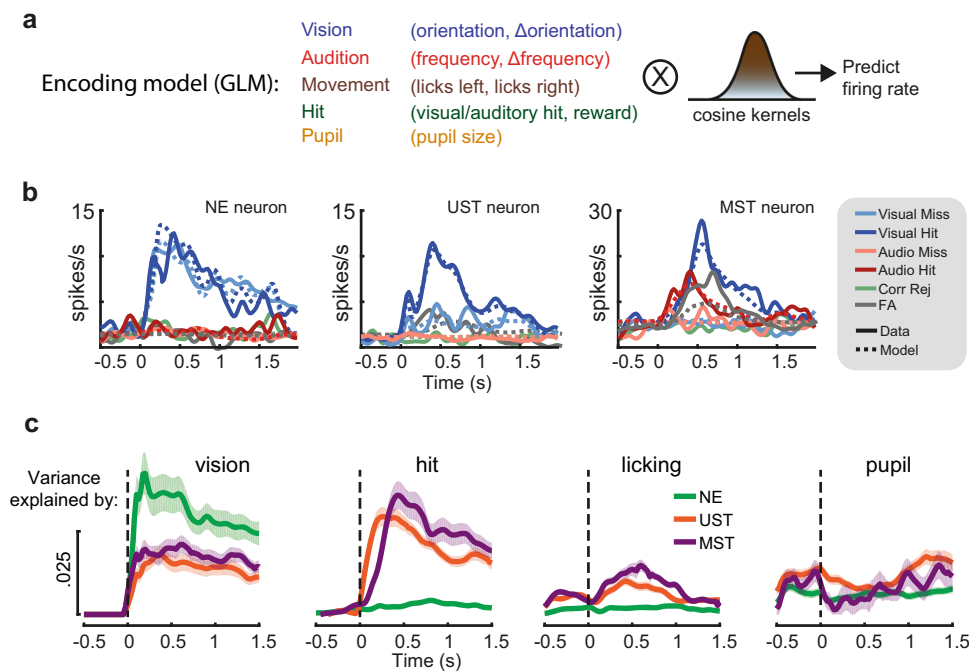 a
Encoding model (GLM):
Vision (orientation, Δorientation)
Audition (frequency, Δfrequency)
Movement (licks left, licks right)
Hit (visual/auditory hit, reward)
Pupil (pupil size)
X
cosine kernels
Predict
firing rate
b
15
spikes/s
NE neuron
-0.5 0 0.5 1 1.5
15
spikes/s
UST neuron
-0.5 0 0.5 1 1.5
Time (s)
30
spikes/s
MST neuron
-0.5 0 0.5 1 1.5
Visual Miss
Visual Hit
Audio Miss
Audio Hit
Corr Rej
FA
Data
Model
c
Variance
explained by:
.025
vision
-0.5 0 0.5 1 1.5
hit
-0.5 0 0.5 1 1.5
Time (s)
licking
-0.5 0 0.5 1 1.5
NE
UST
MST
pupil
-0.5 0 0.5 1 1.5